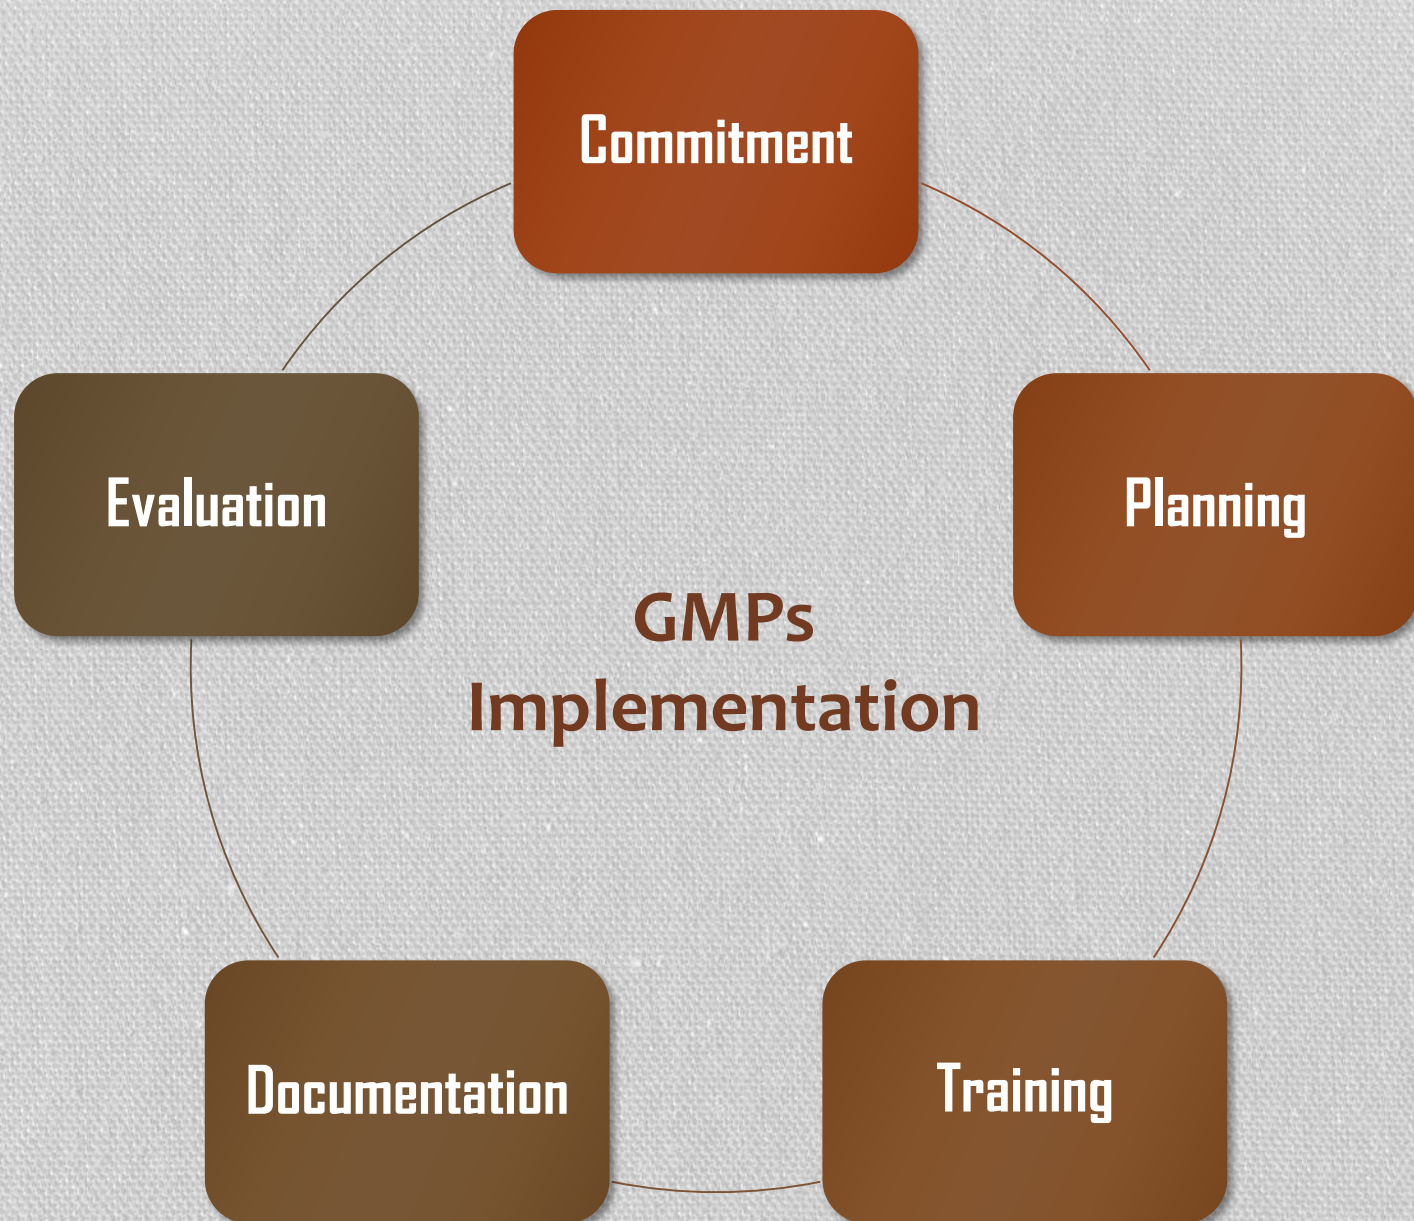 Commitment
Planning
Training
Documentation
Evaluation
GMPs
Implementation